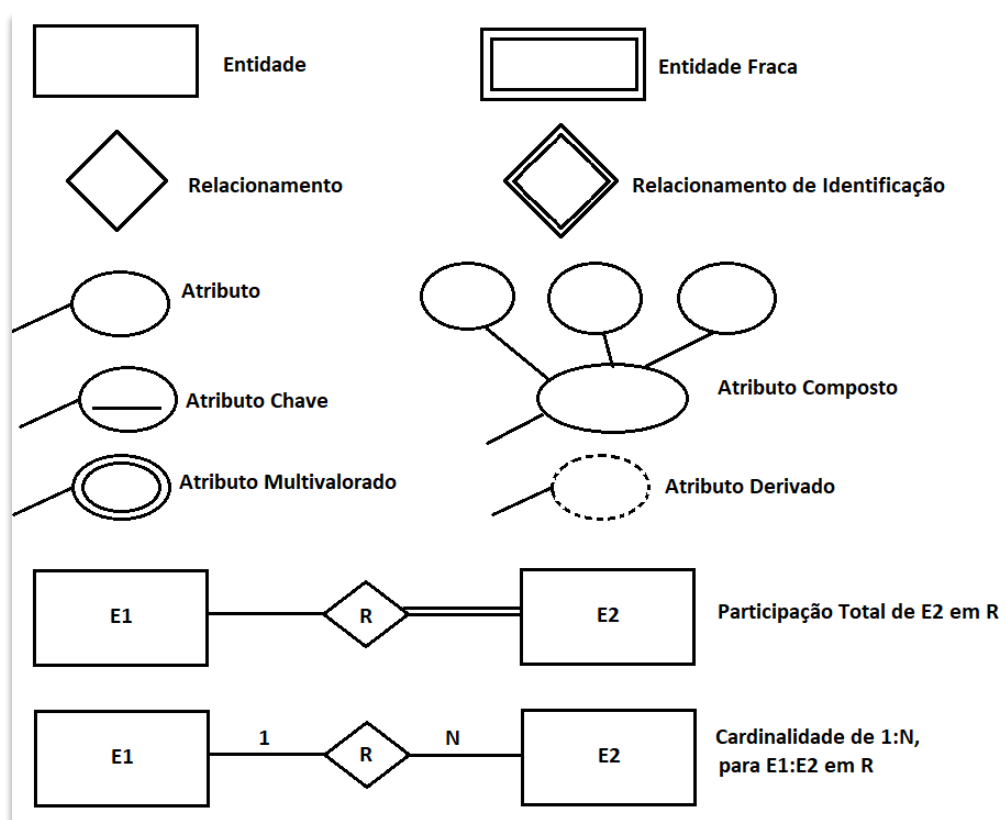 Entidade
Entidade Fraca
Relacionamento
Relacionamento de Identificação
Atributo
Atributo Chave
Atributo Composto
Atributo Multivalorado
Atributo Derivado
E1
R
E2
Participação Total de E2 em R
E1
1
R
N
E2
Cardinalidade de 1:N,
para E1:E2 em R